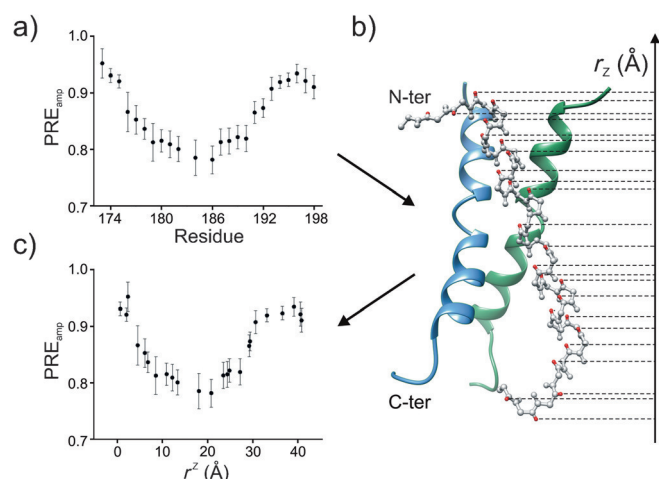 a)
1.0
0.9
0.8
0.7
PREamp
174 180 186 192 198
Residue
b)
rZ (Å)
N-ter
C-ter
c)
1.0
0.9
0.8
0.7
PREamp
0 10 20 30 40
rZ (Å)